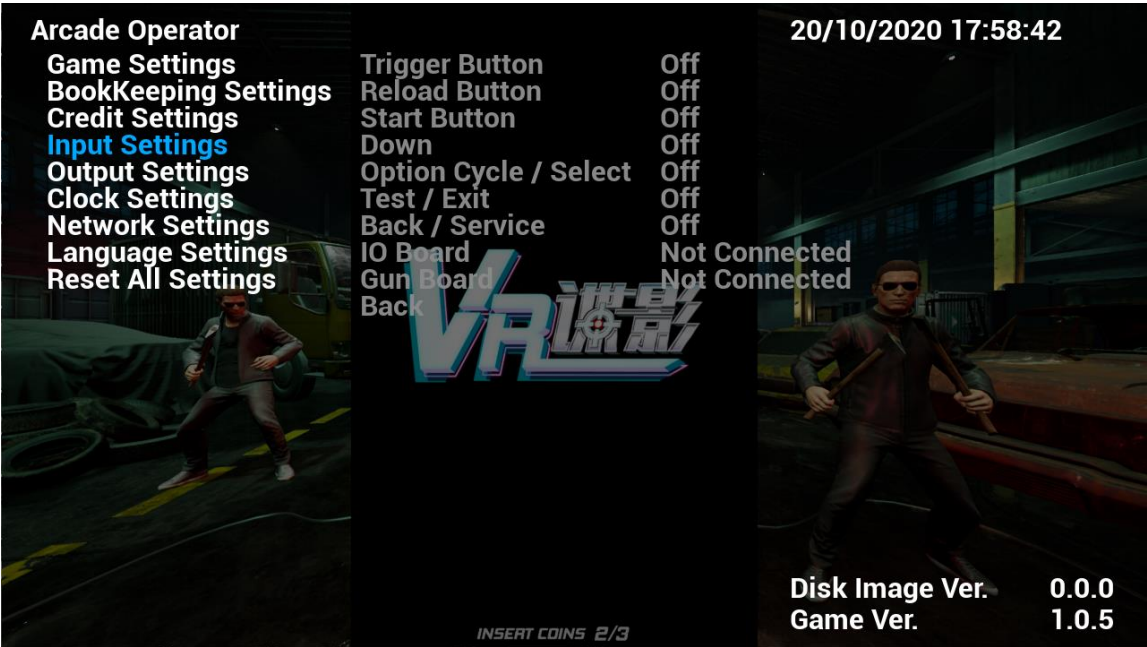 Arcade Operator
20/10/2020 17:58:42
Game Settings
BookKeeping Settings
Credit Settings
Input Settings
Output Settings
Clock Settings
Network Settings
Language Settings
Reset All Settings
Trigger Button Off
Reload Button Off
Start Button Off
Down Off
Option Cycle / Select Off
Test / Exit Off
Back / Service Off
IO Board Not Connected
Gun Board Not Connected
Back
VR谍影
Disk Image Ver. 0.0.0
Game Ver. 1.0.5
INSERT COINS 2/3